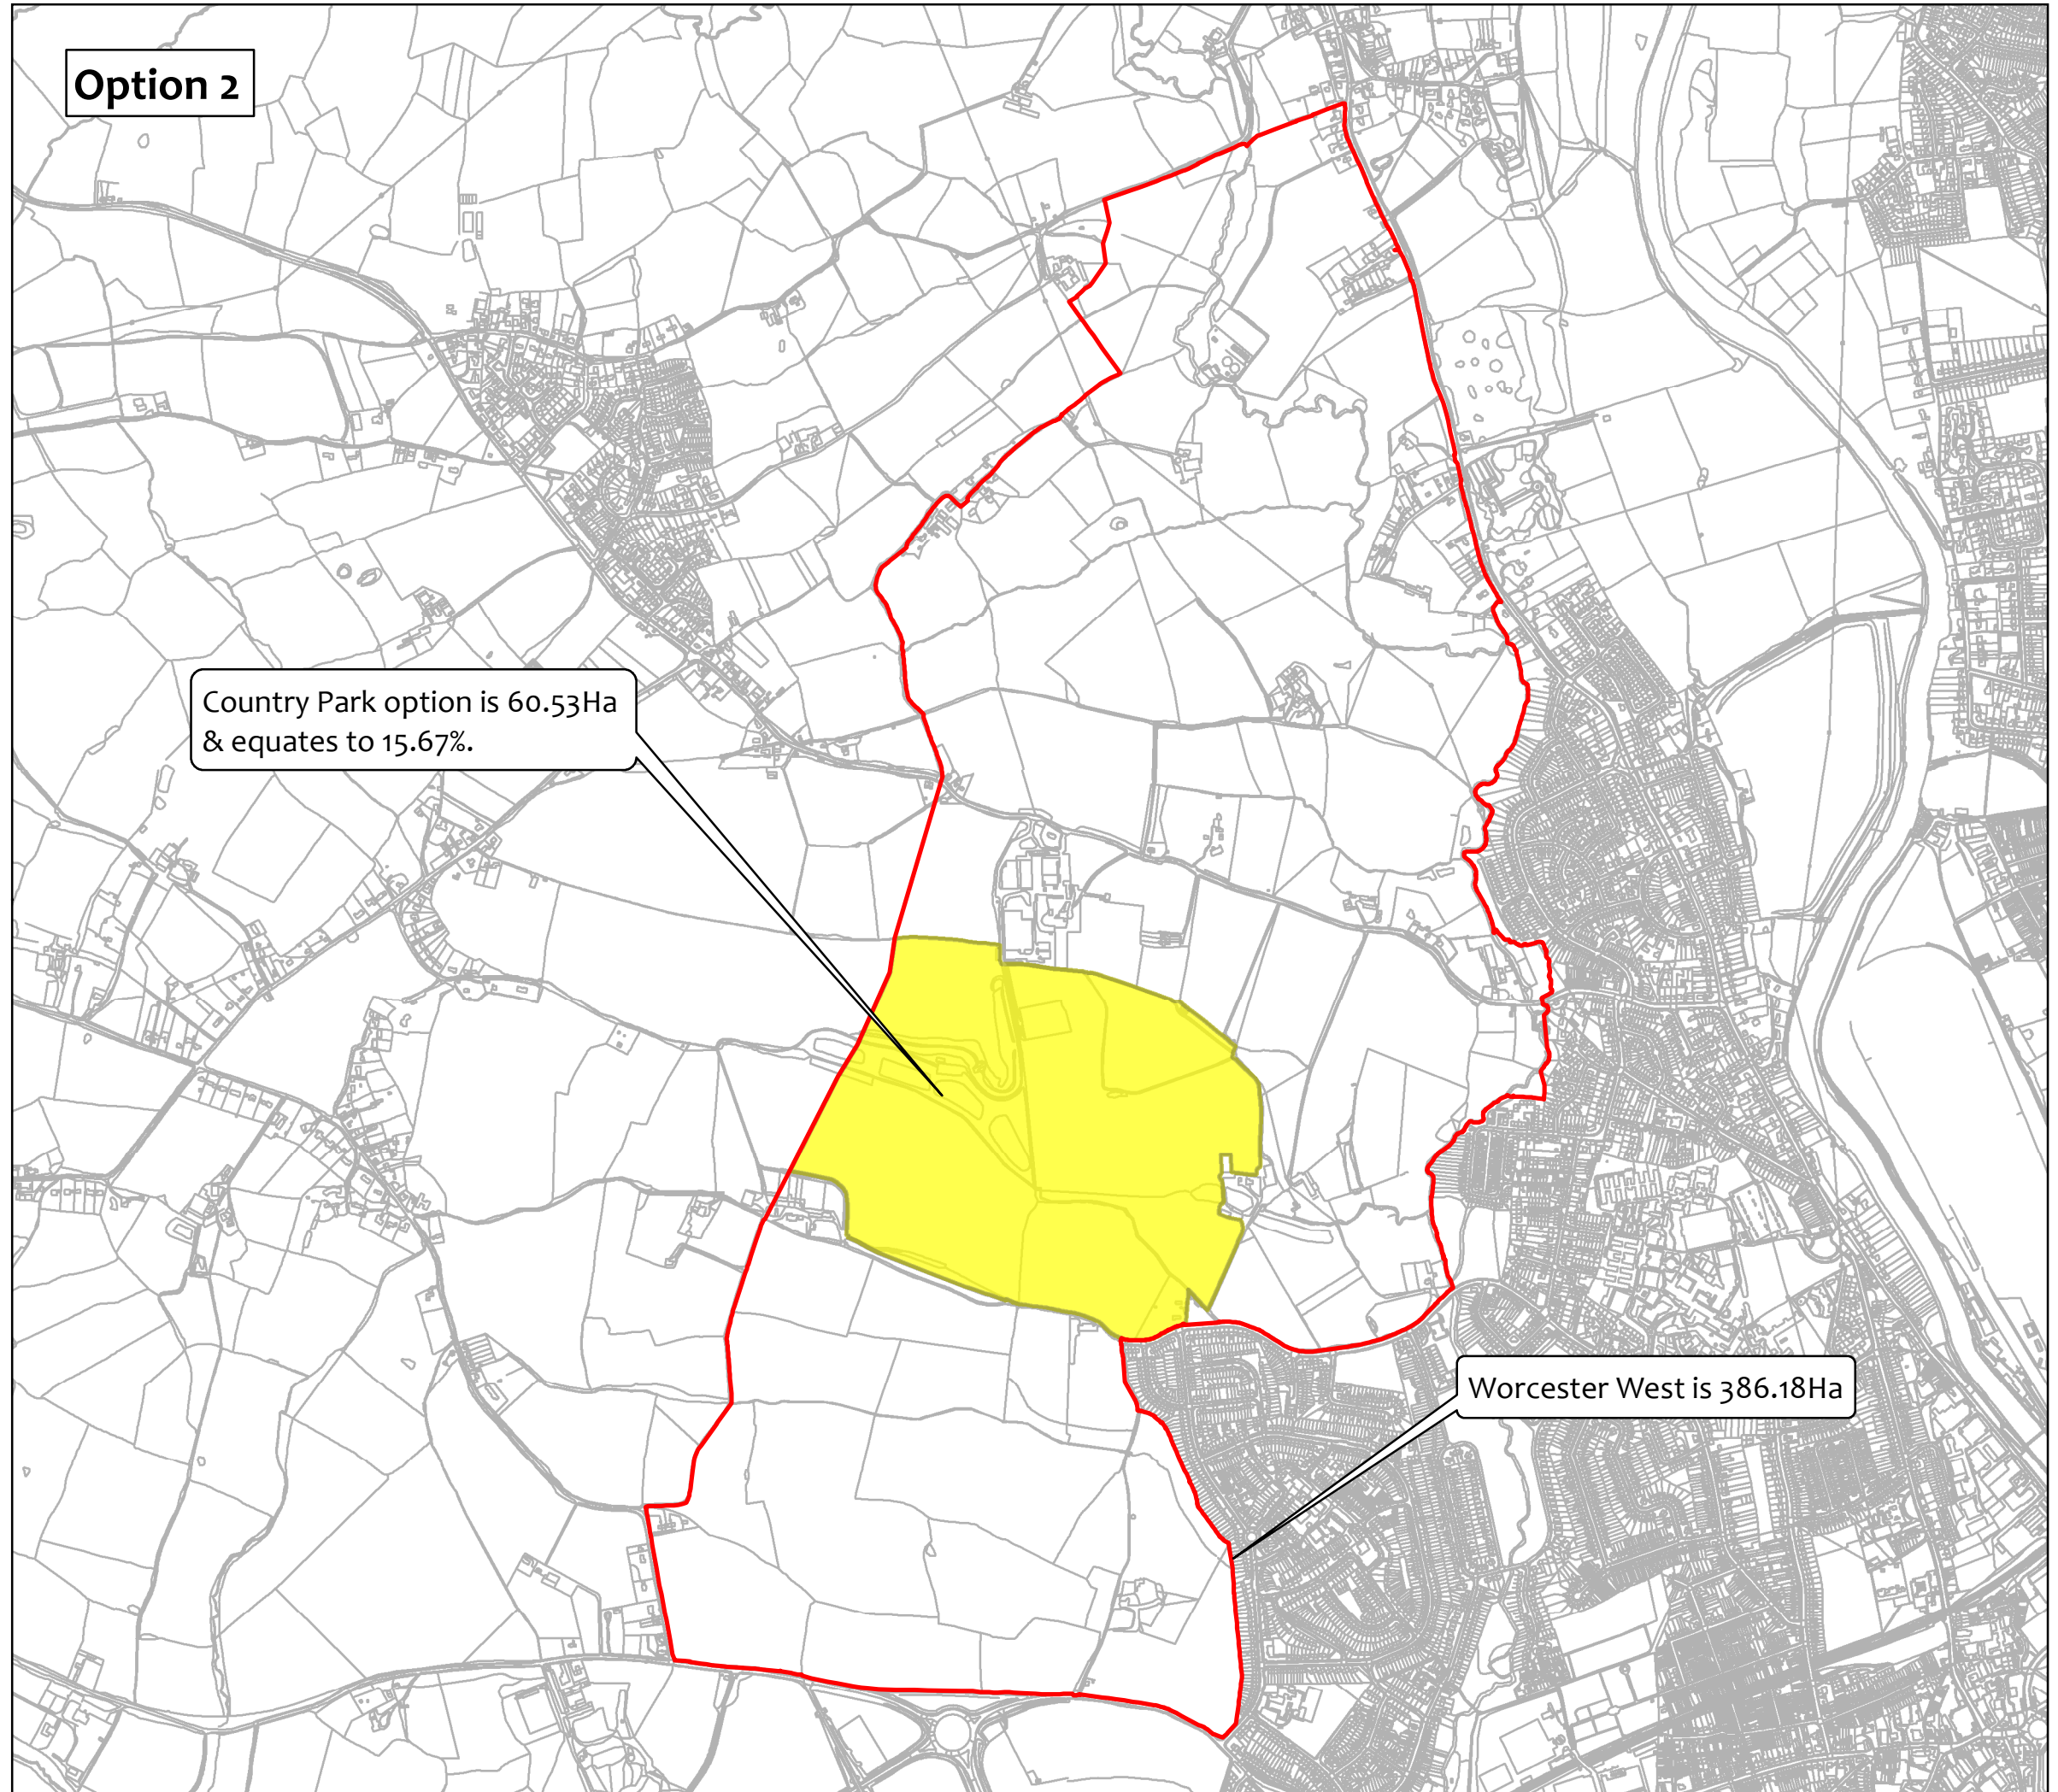 Option 2
Country Park option is 60.53Ha
& equates to 15.67%.
Worcester West is 386.18Ha